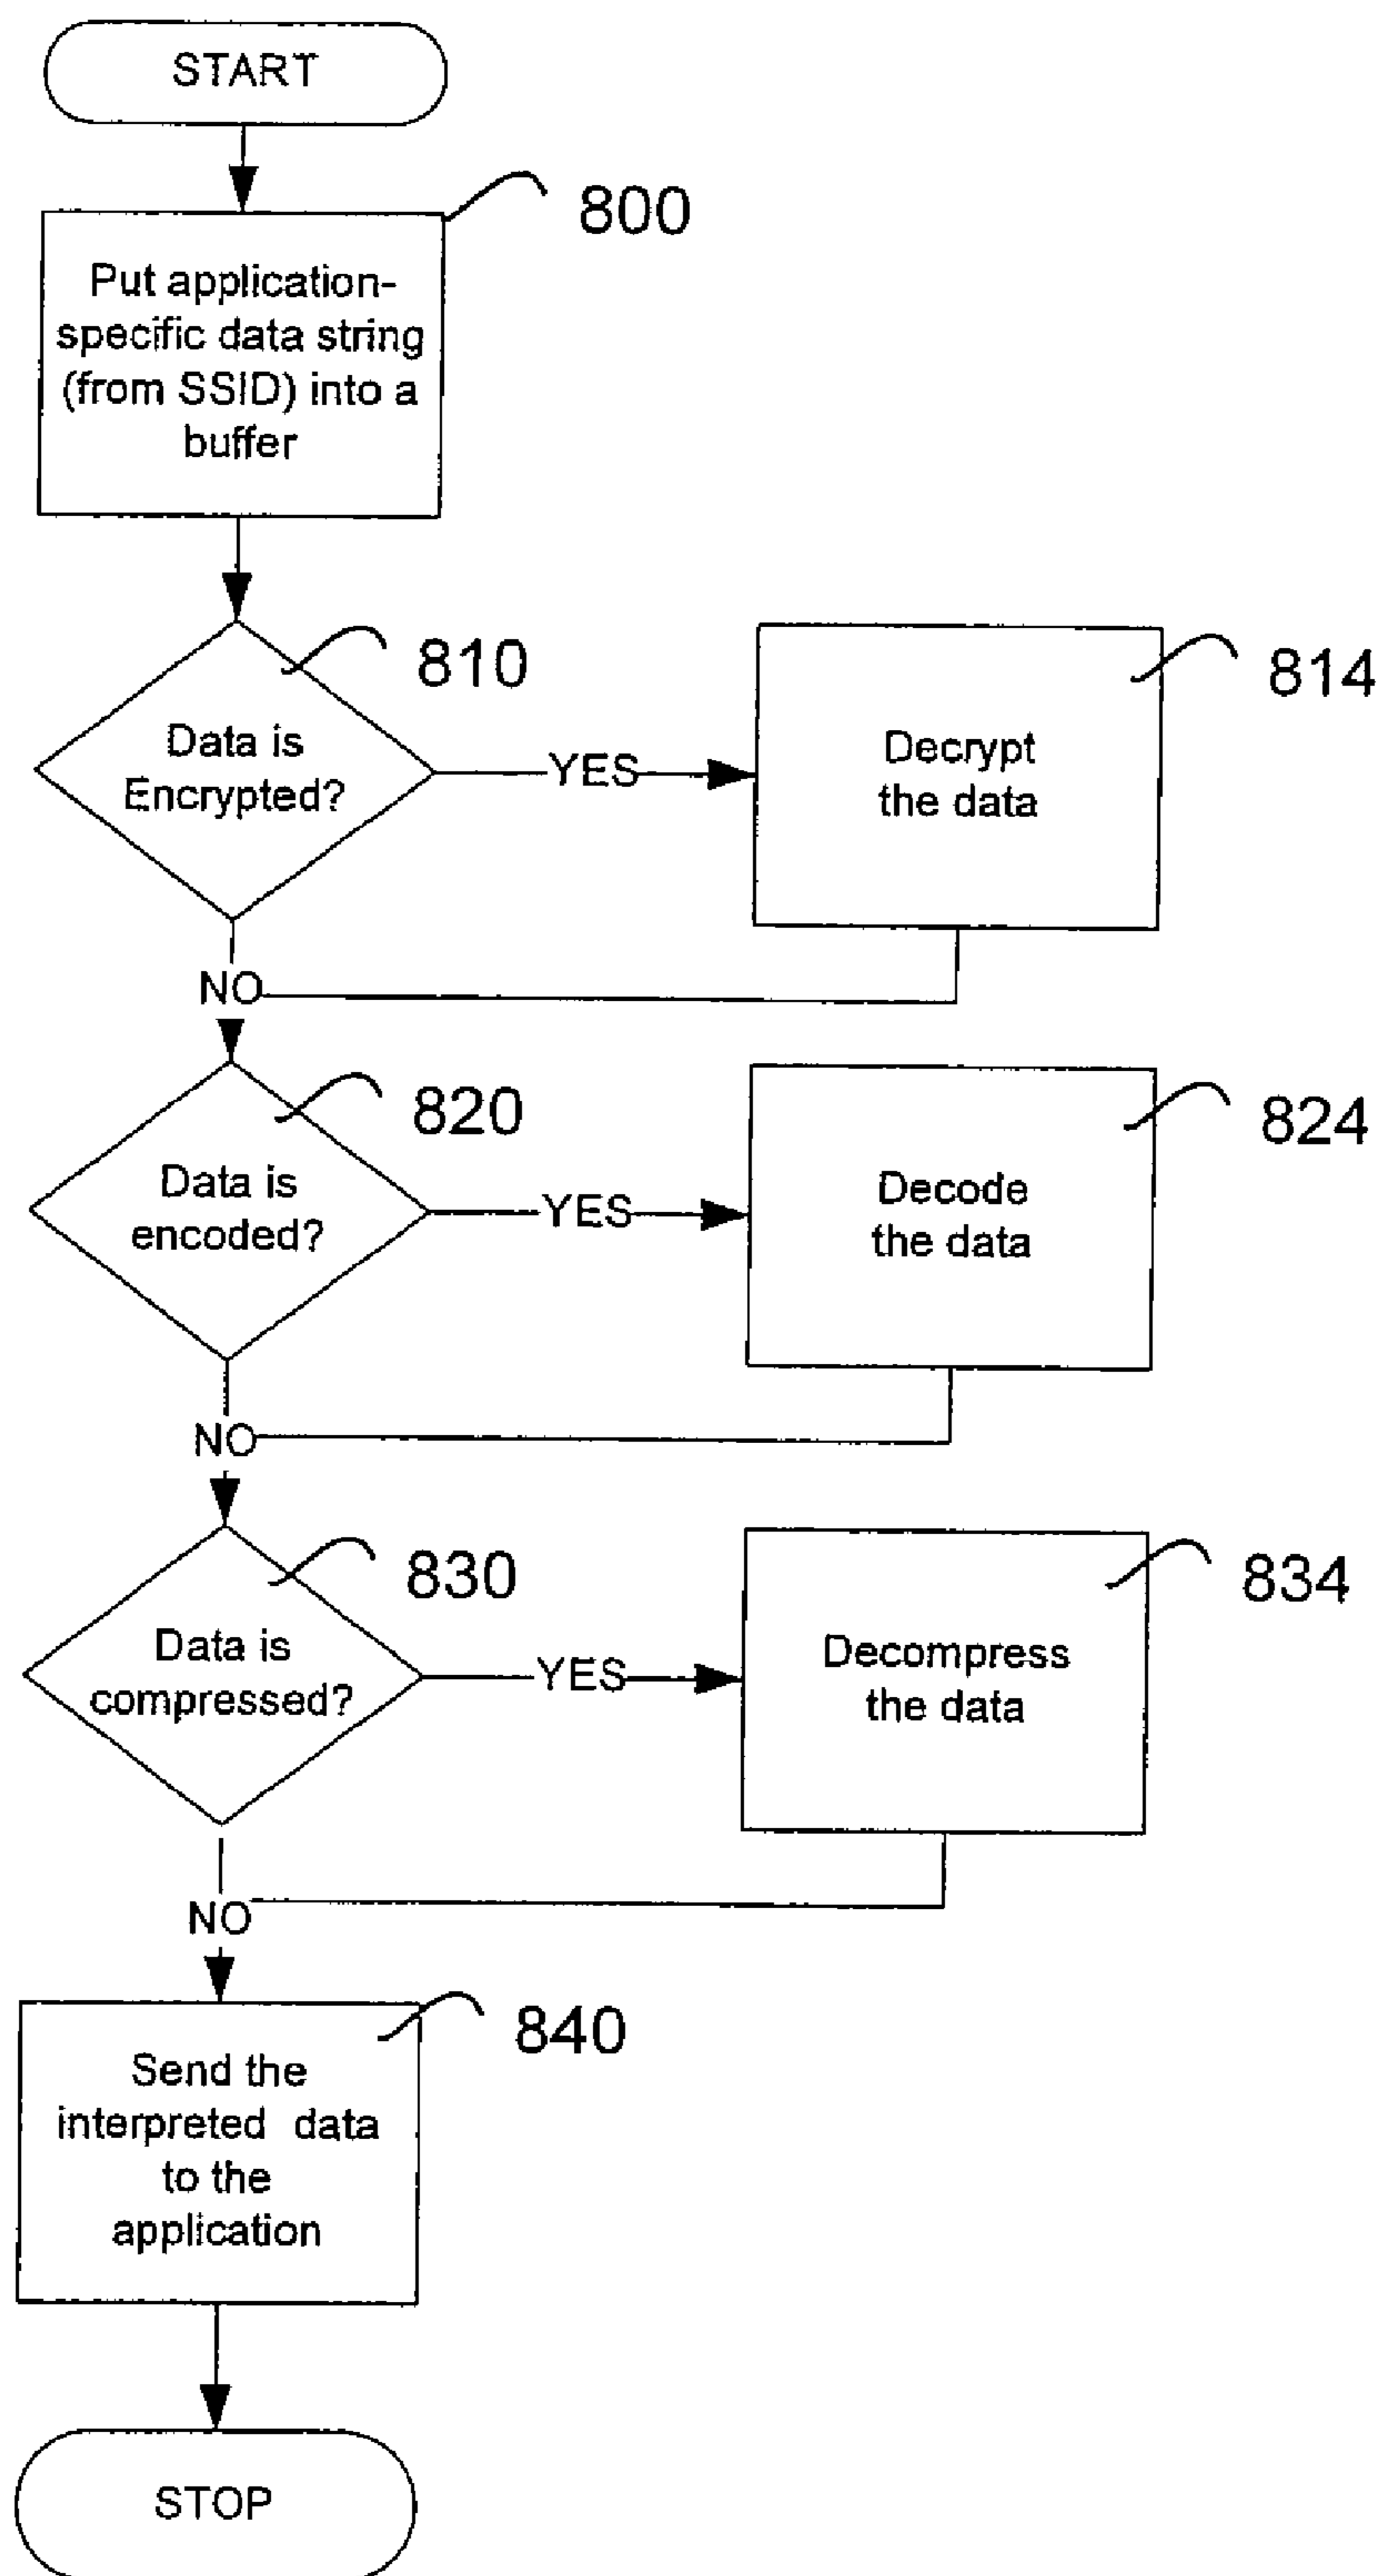 START
800
Put application-
specific data string
(from SSID) into a
buffer
810
Data is
Encrypted?
YES
814
Decrypt
the data
NO
820
Data is
encoded?
YES
824
Decode
the data
NO
830
Data is
compressed?
YES
834
Decompress
the data
NO
840
Send the
interpreted data
to the
application
STOP